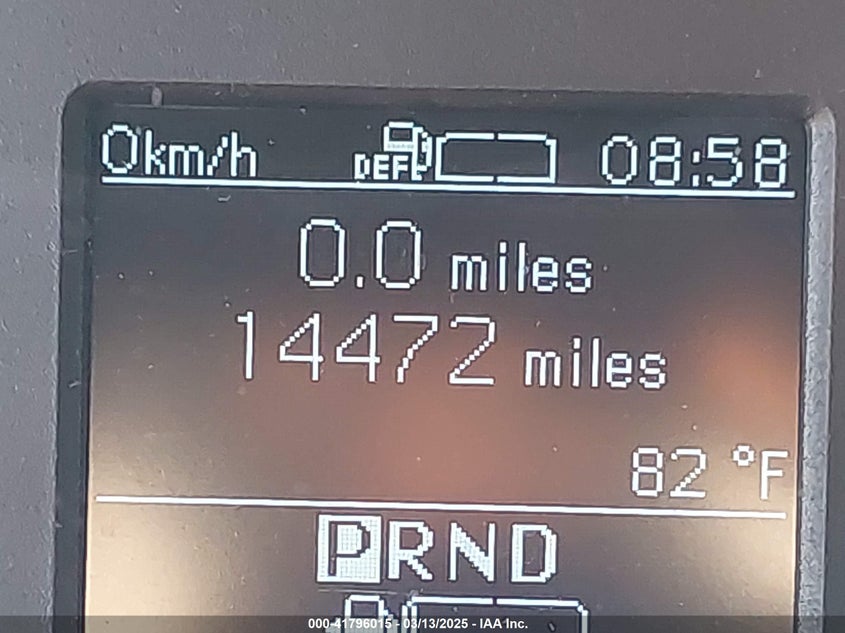 0km/h DEF 08:58
0.0 miles
14472 miles
82 °F
PRND
000-41796015 - 03/13/2025 - IAA Inc.